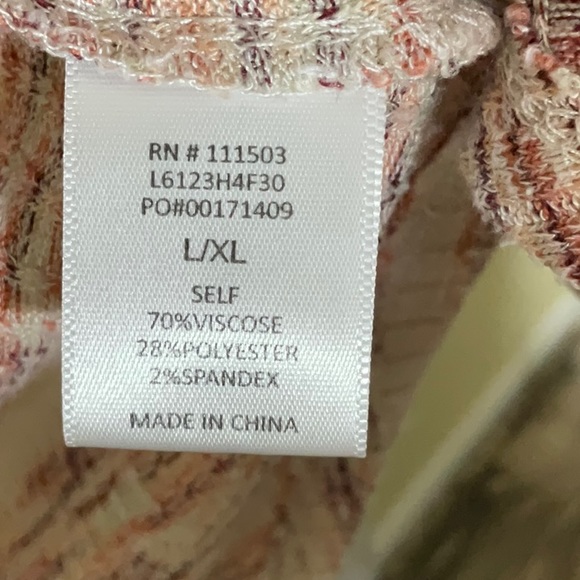 RN # 111503
L6123H4F30
PO#00171409
L/XL
SELF
70%VISCOSE
28%POLYESTER
2%SPANDEX
MADE IN CHINA